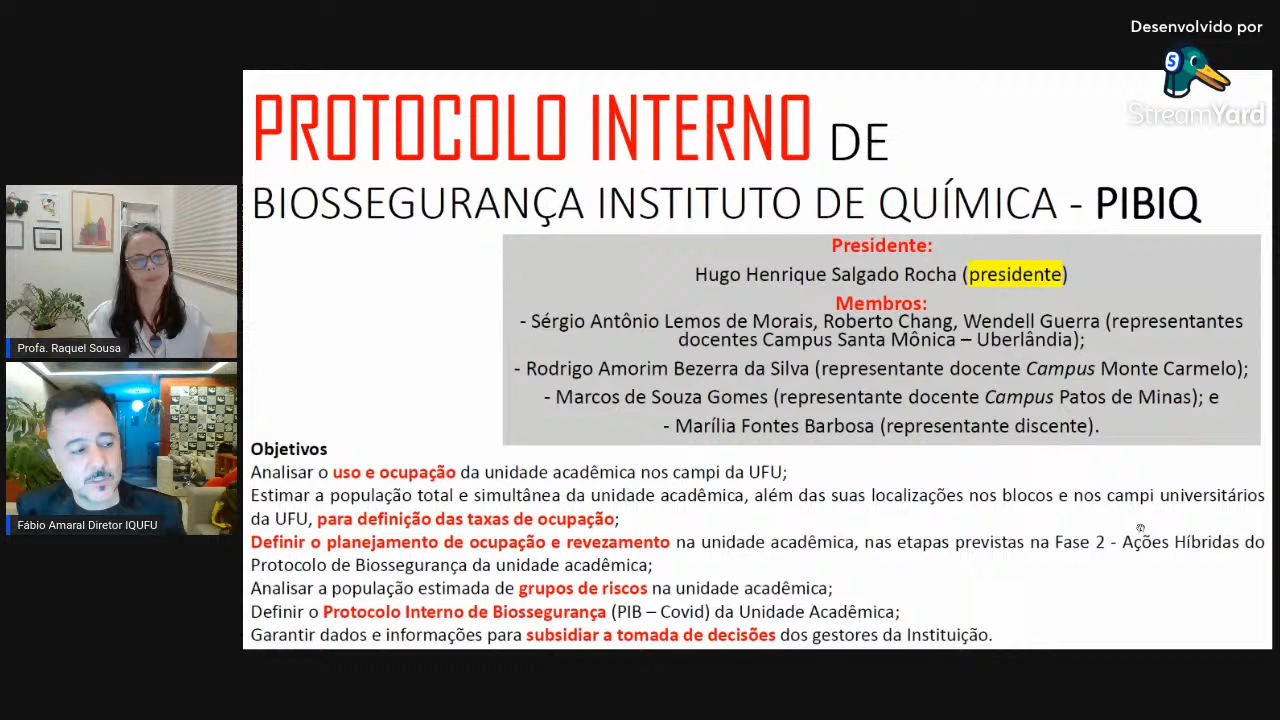 Desenvolvido por
S
StreamYard
PROTOCOLO INTERNO DE
BIOSSEGURANÇA INSTITUTO DE QUÍMICA - PIBIQ
Presidente:
Hugo Henrique Salgado Rocha (presidente)
Membros:
- Sérgio Antônio Lemos de Morais, Roberto Chang, Wendell Guerra (representantes
docentes Campus Santa Mônica – Uberlândia);
- Rodrigo Amorim Bezerra da Silva (representante docente Campus Monte Carmelo);
- Marcos de Souza Gomes (representante docente Campus Patos de Minas); e
- Marília Fontes Barbosa (representante discente).
Objetivos
Analisar o uso e ocupação da unidade acadêmica nos campi da UFU;
Estimar a população total e simultânea da unidade acadêmica, além das suas localizações nos blocos e nos campi universitários
da UFU, para definição das taxas de ocupação;
Definir o planejamento de ocupação e revezamento na unidade acadêmica, nas etapas previstas na Fase 2 - Ações Híbridas do
Protocolo de Biossegurança da unidade acadêmica;
Analisar a população estimada de grupos de riscos na unidade acadêmica;
Definir o Protocolo Interno de Biossegurança (PIB – Covid) da Unidade Acadêmica;
Garantir dados e informações para subsidiar a tomada de decisões dos gestores da Instituição.
Profa. Raquel Sousa
Fábio Amaral Diretor IQUFU